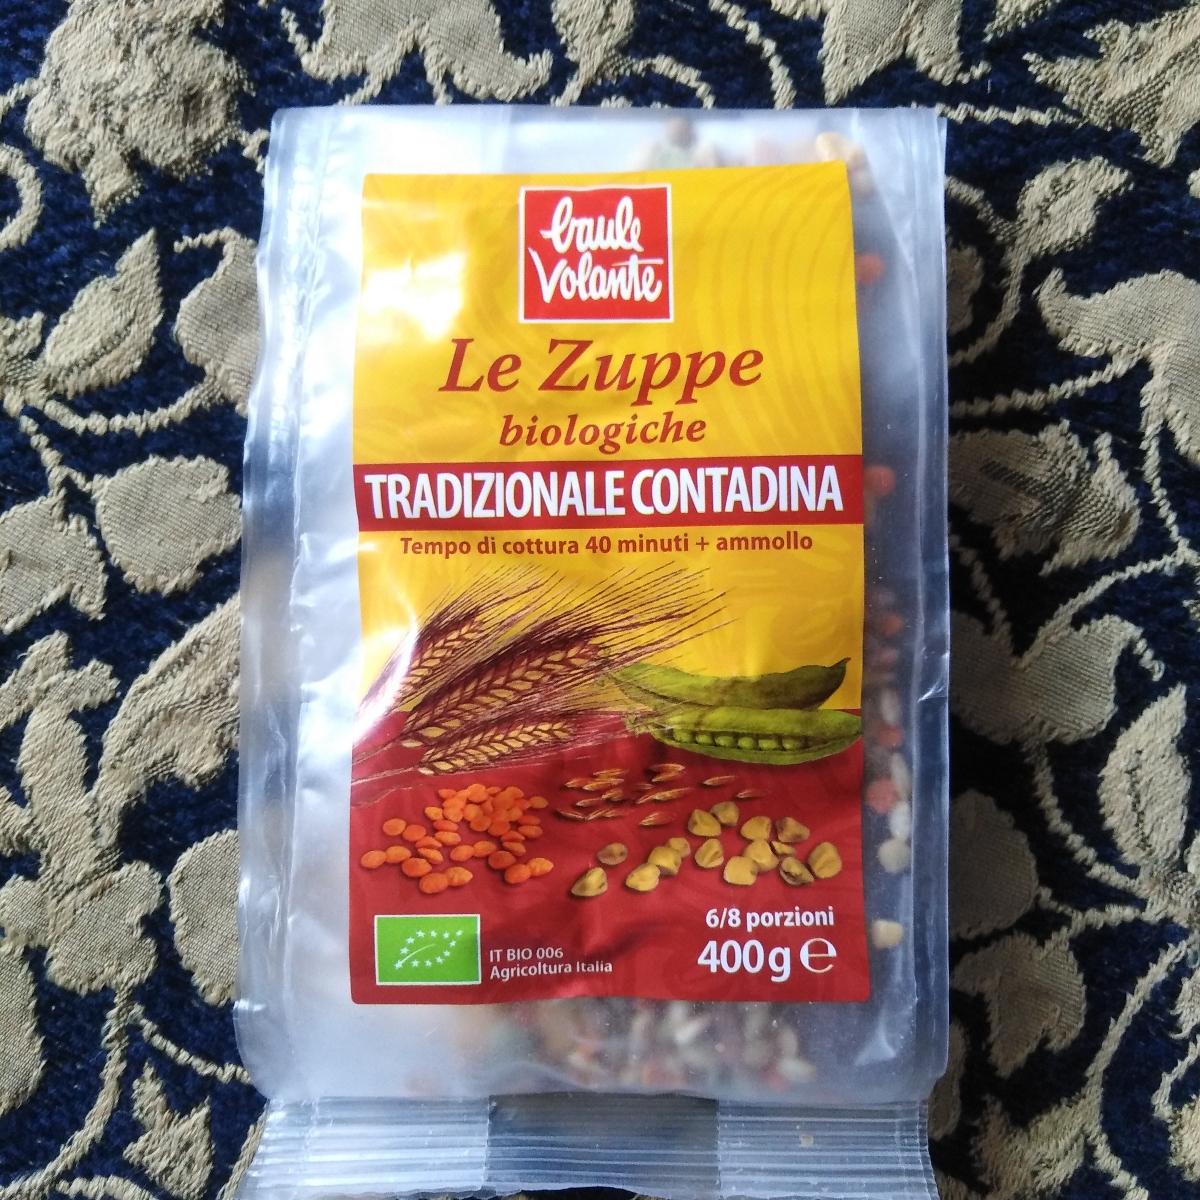 baule
volante
Le Zuppe
biologiche
TRADIZIONALE CONTADINA
Tempo di cottura 40 minuti + ammollo
6/8 porzioni
400g ℮
IT BIO 006
Agricoltura Italia